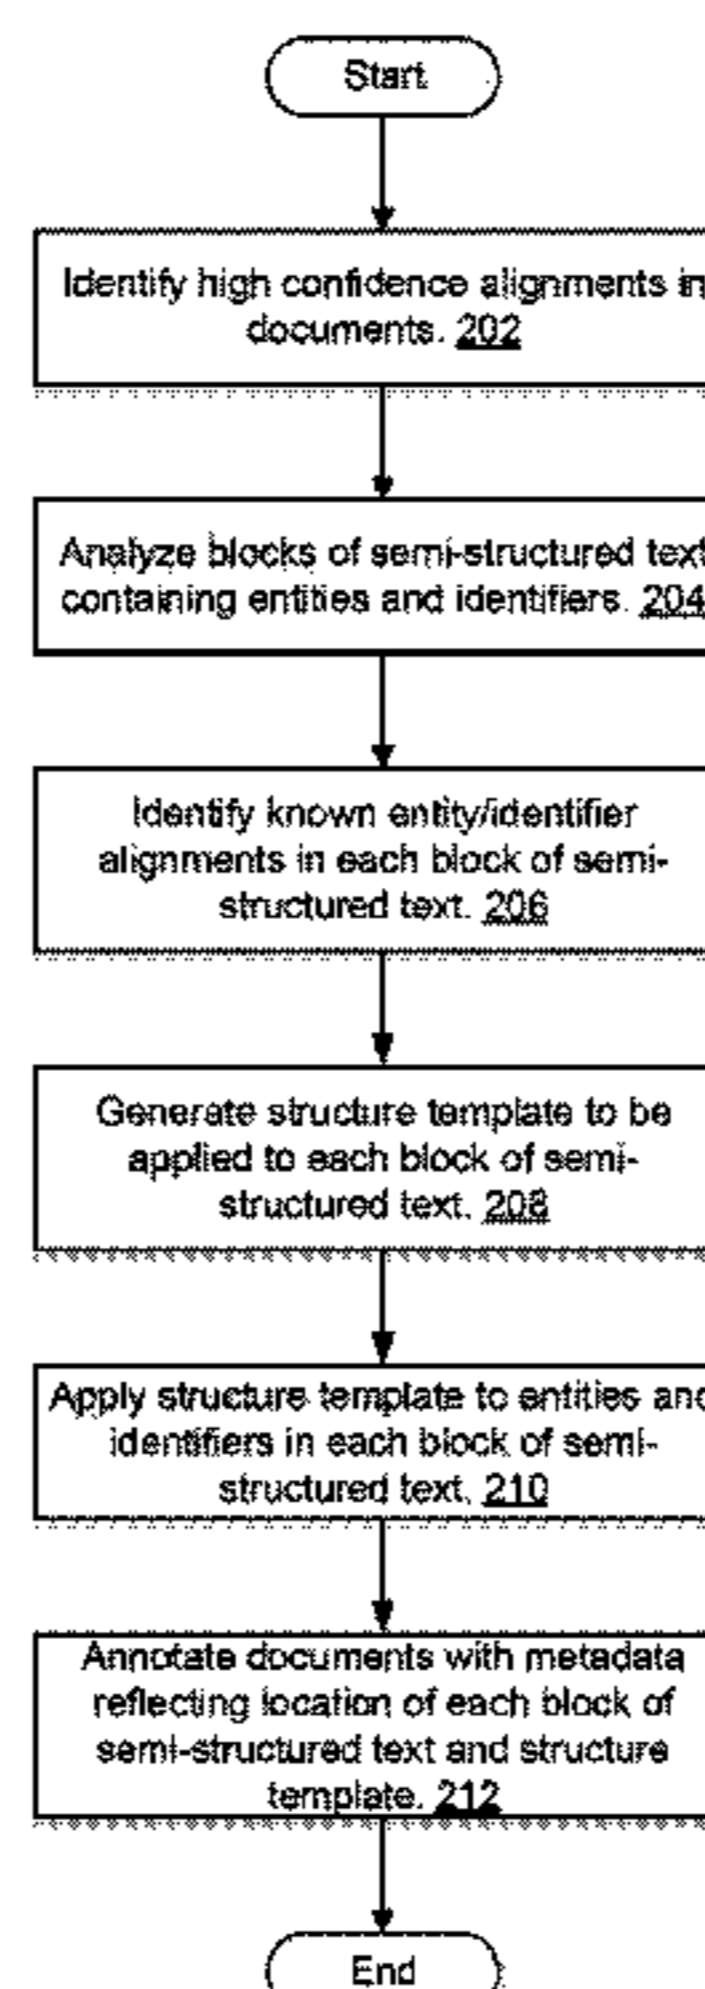 Start
Identify high confidence alignments in
documents. 202
Analyze blocks of semi-structured text
containing entities and identifiers. 204
Identify known entity/identifier
alignments in each block of semi-
structured text. 206
Generate structure template to be
applied to each block of semi-
structured text. 208
Apply structure template to entities and
identifiers in each block of semi-
structured text. 210
Annotate documents with metadata
reflecting location of each block of
semi-structured text and structure
template. 212
End